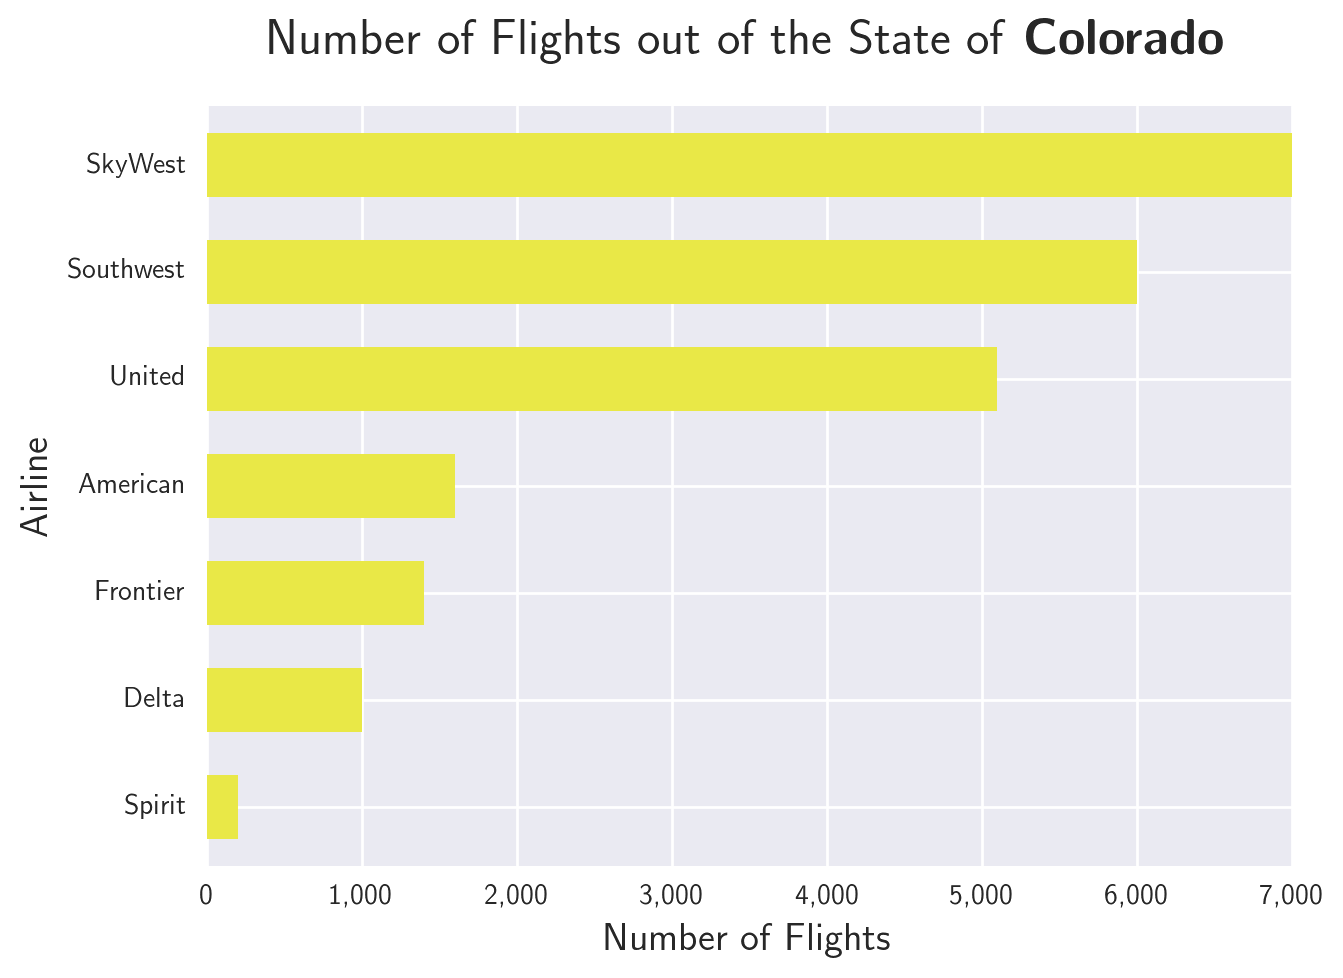 Number of Flights out of the State of Colorado
SkyWest
Southwest
United
American
Frontier
Delta
Spirit
Airline
0 1,000 2,000 3,000 4,000 5,000 6,000 7,000
Number of Flights